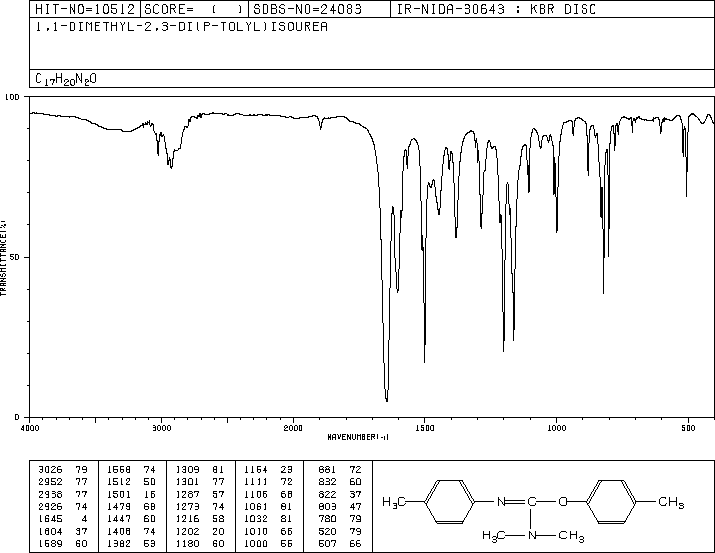 HIT-NO=10512 SCORE= ( ) SDBS-NO=24083 IR-NIDA-30643 : KBR DISC
1,1-DIMETHYL-2,3-DI(P-TOLYL)ISOUREA
C17H20N2O
100
50
0
TRANSMITTANCE(%)
4000 3000 2000 1500 1000 500
WAVENUMBER(-1)
3026 79 1568 74 1309 81 1164 23 881 72
2952 77 1512 50 1301 77 1111 72 832 60
77 1501 16 1287 57 1106 68 822 37
2926 74 1479 68 1273 74 1061 81 803 47
1645 4 1447 60 1216 58 1032 81 780 79
1604 37 1408 74 1202 20 1010 66 520 79
1589 60 1382 53 1180 60 1000 55 507 66
H3C N C O CH3
H3C N CH3